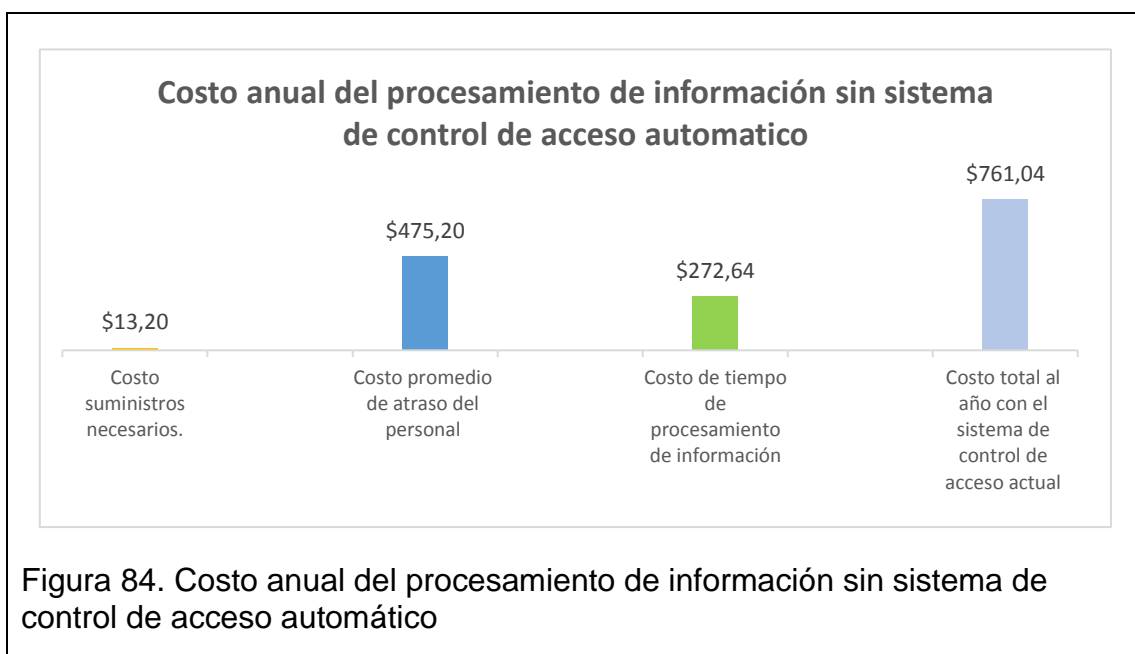 Costo anual del procesamiento de información sin sistema
de control de acceso automatico
$761,04
$475,20
$272,64
$13,20
Costo
suministros
necesarios.
Costo promedio
de atraso del
personal
Costo de tiempo
de
procesamiento
de información
Costo total al
año con el
sistema de
control de
acceso actual
Figura 84. Costo anual del procesamiento de información sin sistema de
control de acceso automático